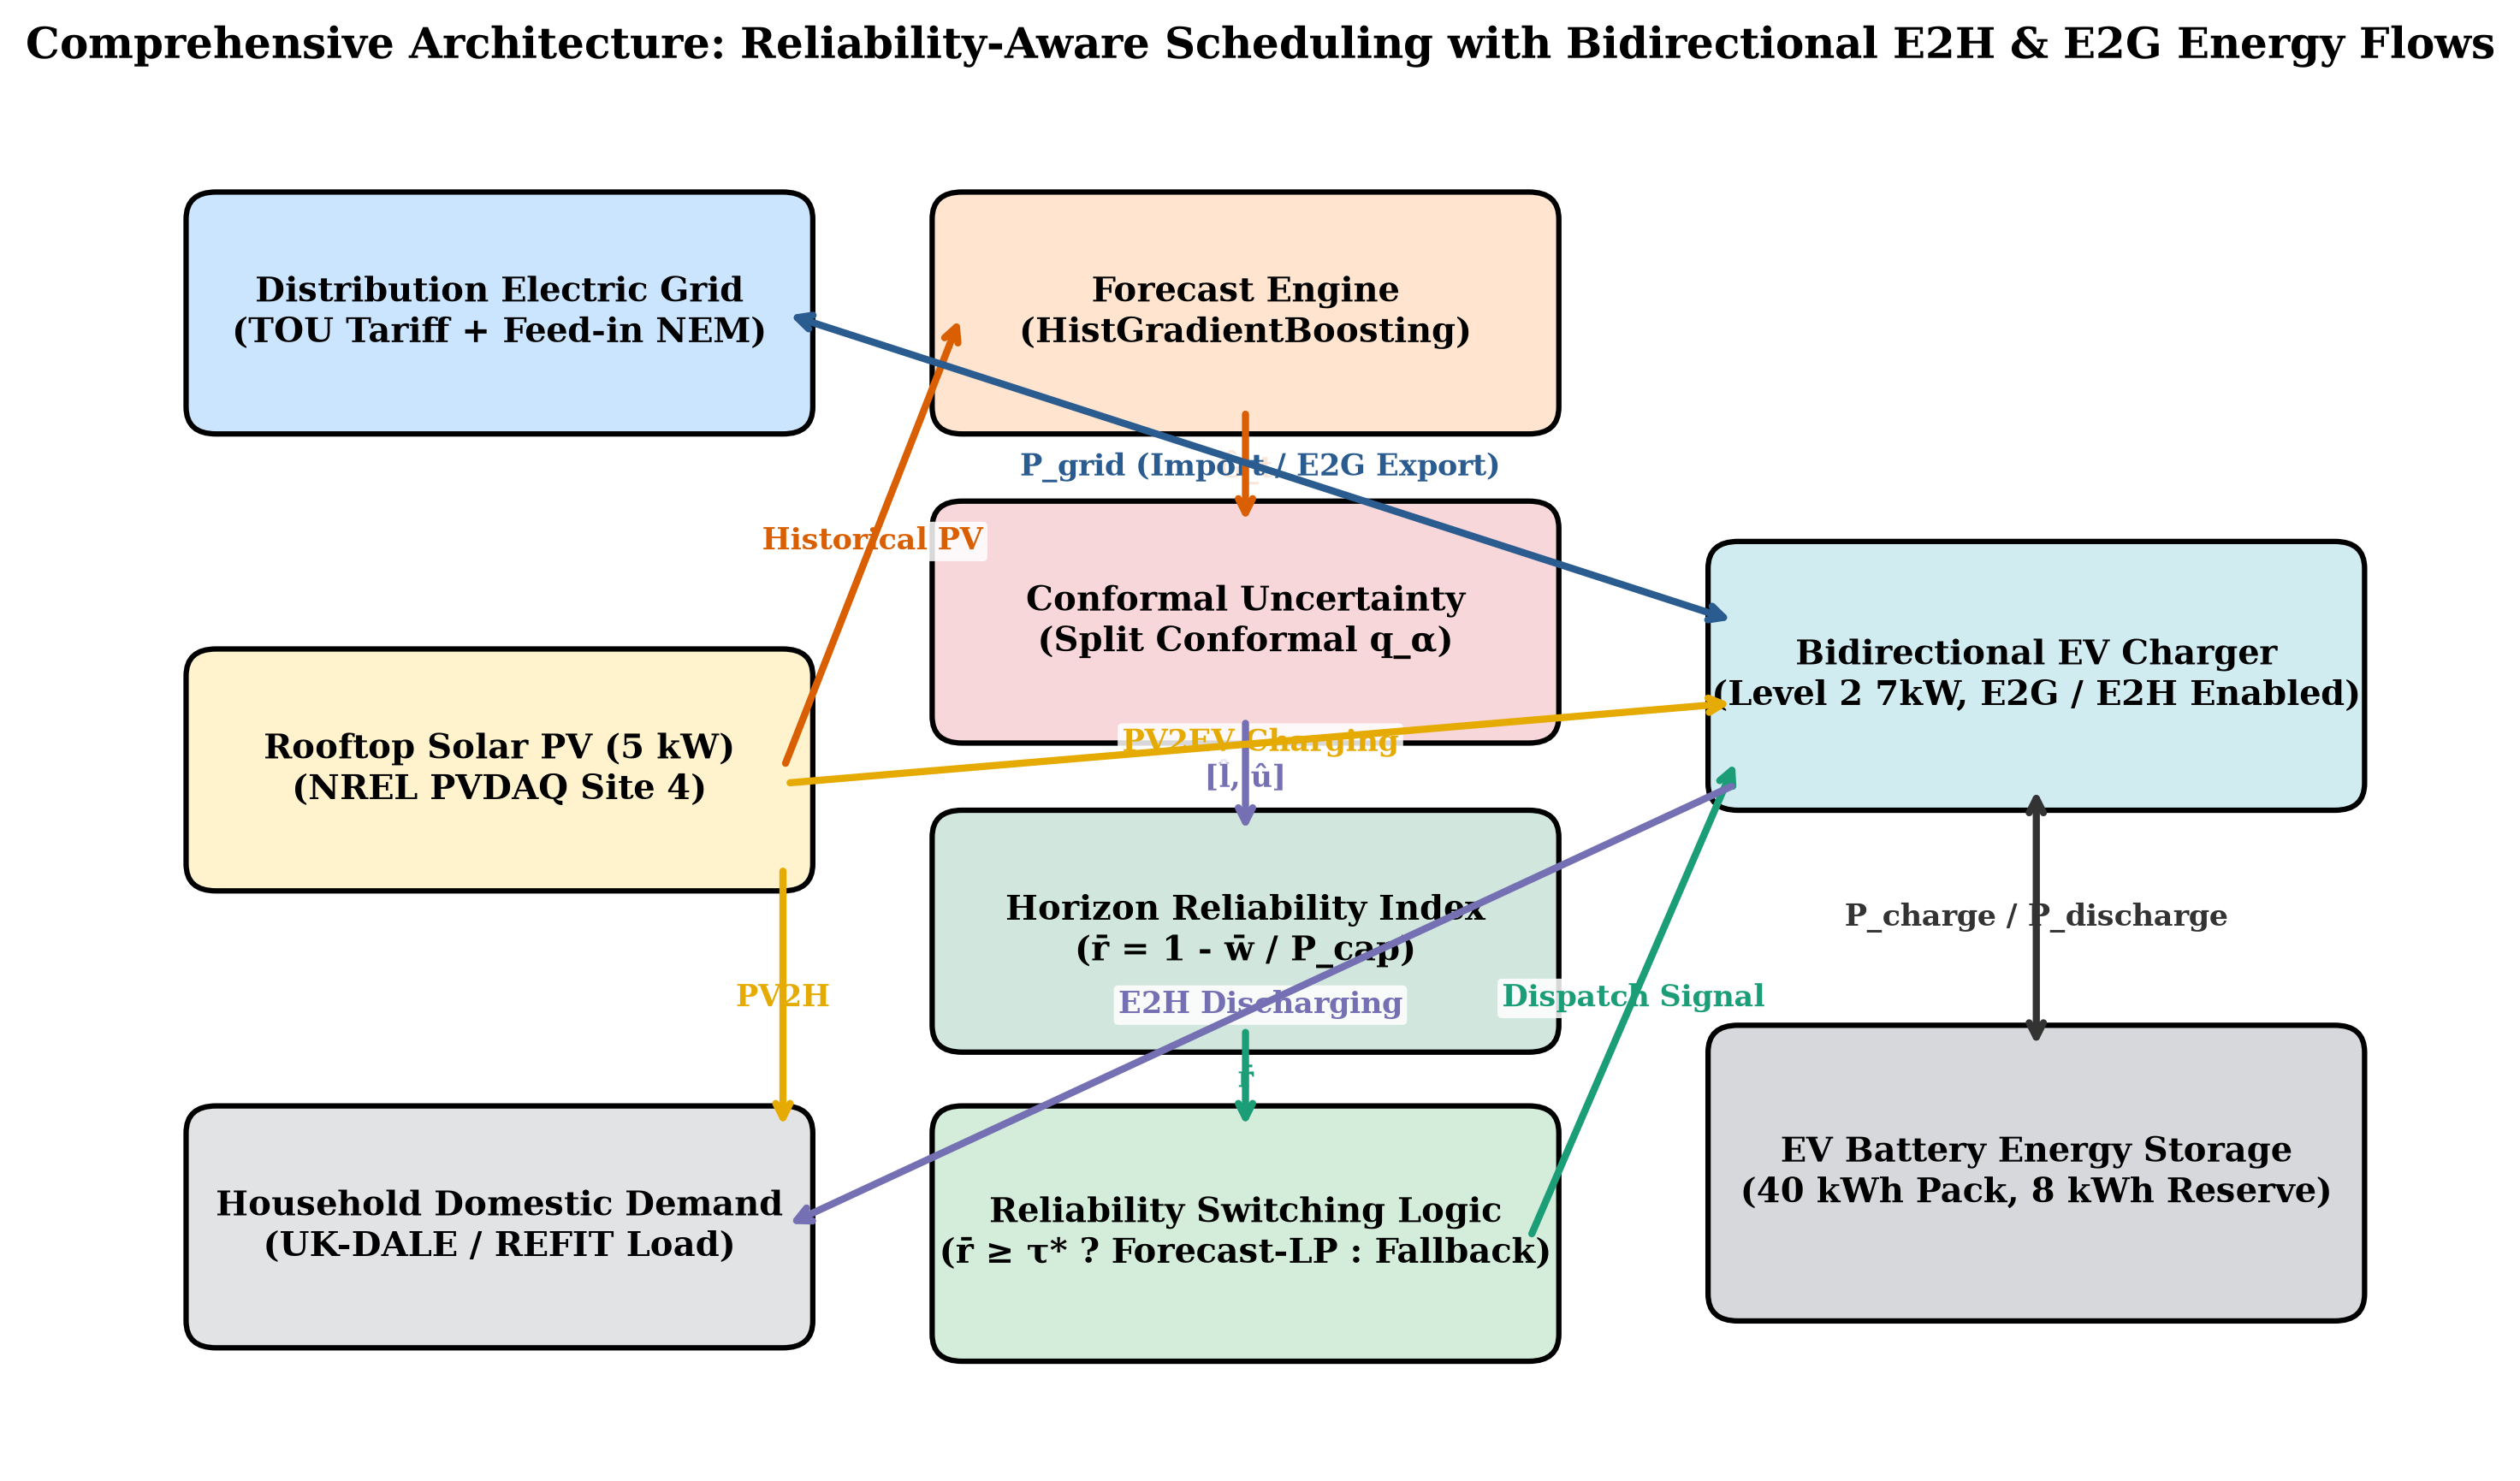 Comprehensive Architecture: Reliability-Aware Scheduling with Bidirectional E2H & E2G Energy Flows
Distribution Electric Grid
(TOU Tariff + Feed-in NEM)
Forecast Engine
(HistGradientBoosting)
P_grid (Import / E2G Export)
Historical PV
Conformal Uncertainty
(Split Conformal q_α)
Bidirectional EV Charger
(Level 2 7kW, E2G / E2H Enabled)
Rooftop Solar PV (5 kW)
(NREL PVDAQ Site 4)
PV2EV Charging
[l̂, û]
Horizon Reliability Index
(r̄ = 1 - w̄ / P_cap)
P_charge / P_discharge
PV2H
E2H Discharging
Dispatch Signal
r̄
Household Domestic Demand
(UK-DALE / REFIT Load)
Reliability Switching Logic
(r̄ ≥ τ* ? Forecast-LP : Fallback)
EV Battery Energy Storage
(40 kWh Pack, 8 kWh Reserve)